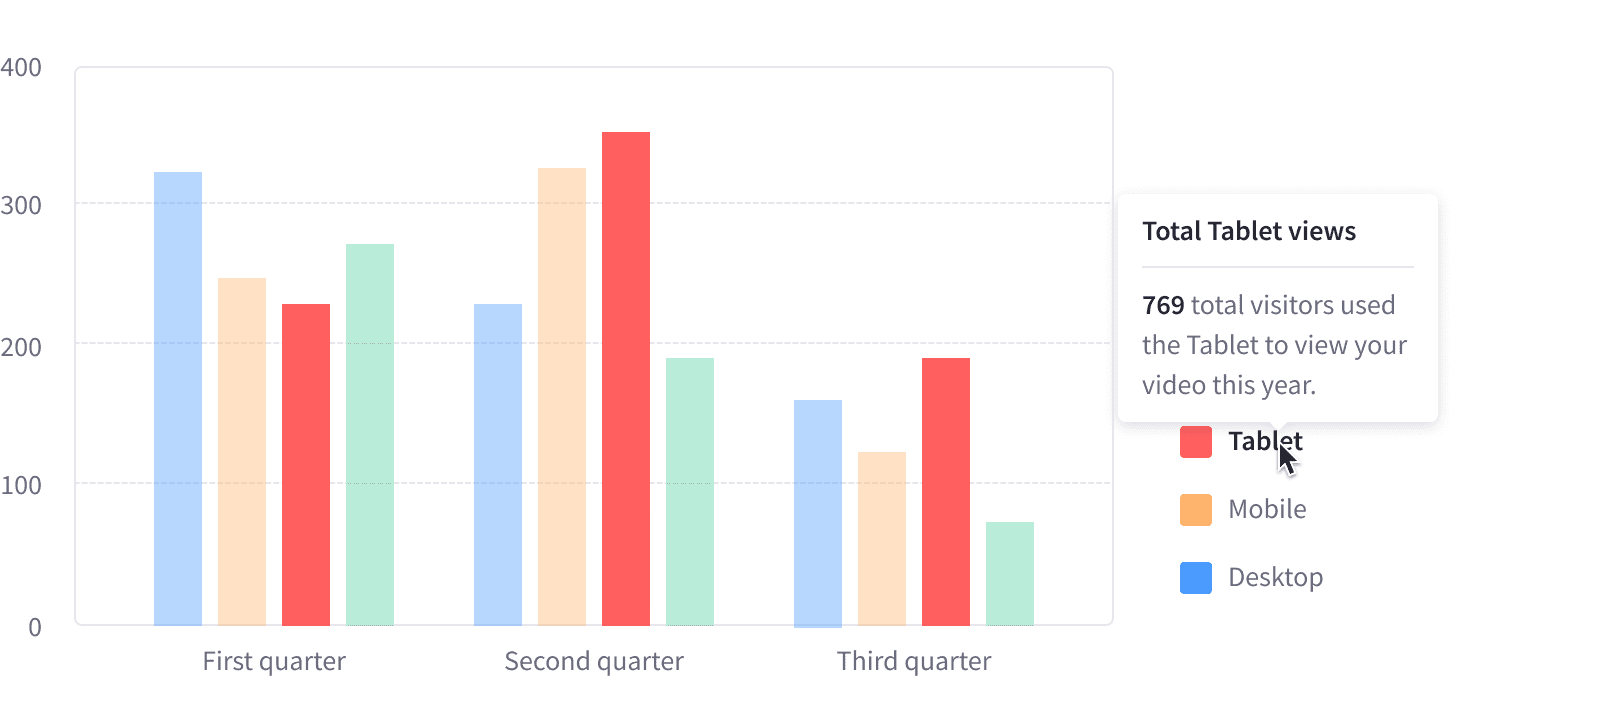 400
300
200
100
0
First quarter
Second quarter
Third quarter
Total Tablet views
769 total visitors used
the Tablet to view your
video this year.
Tablet
Mobile
Desktop